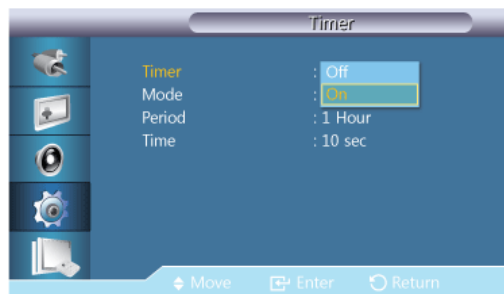 Timer
Timer : Off
Mode : On
Period : 1 Hour
Time : 10 sec
Move Enter Return